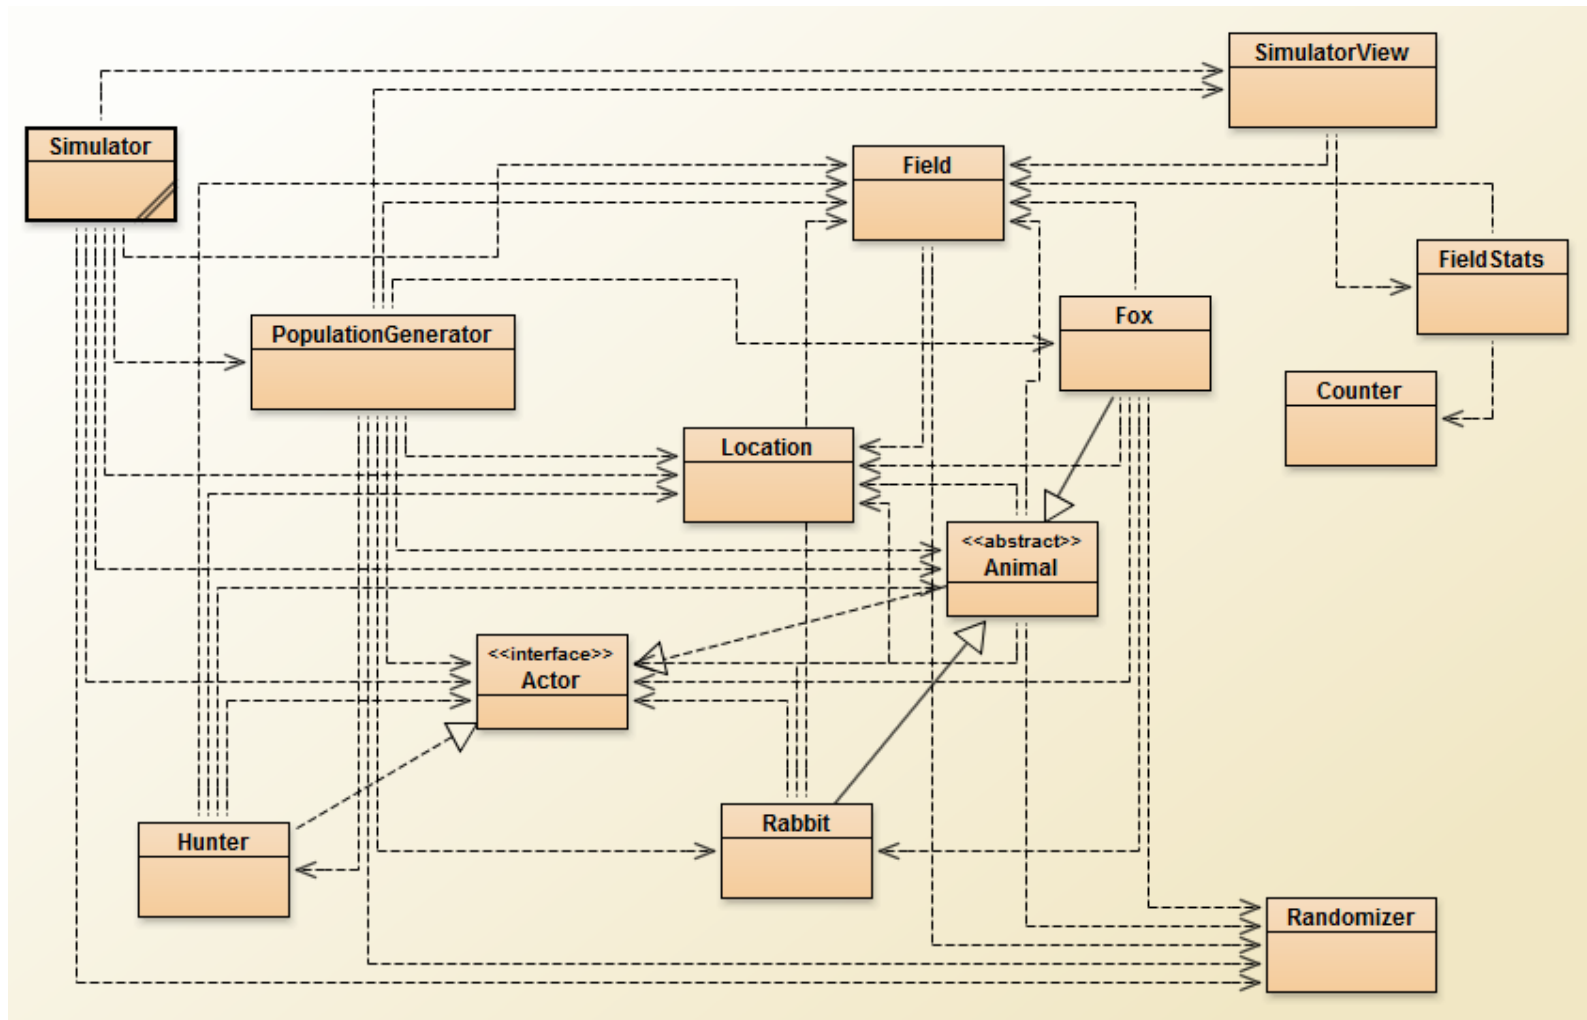 SimulatorView
Simulator
Field
FieldStats
Fox
PopulationGenerator
Counter
Location
<<abstract>>
Animal
<<interface>>
Actor
Rabbit
Hunter
Randomizer